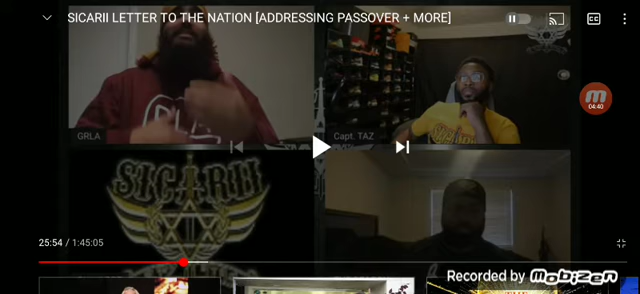 SICARII LETTER TO THE NATION [ADDRESSING PASSOVER + MORE]
CC
04:40
GRLA
Capt. TAZ
SICARII
25:54 / 1:45:05
Recorded by Mobizen